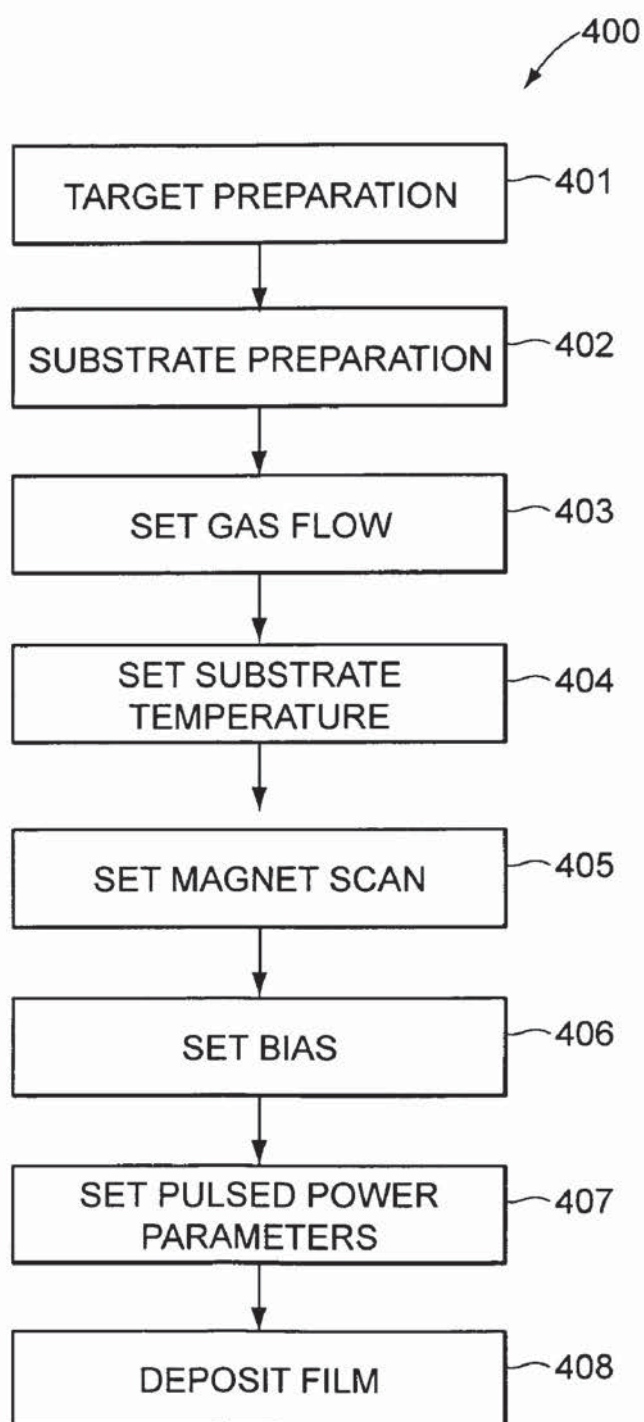 400
TARGET PREPARATION
401
SUBSTRATE PREPARATION
402
SET GAS FLOW
403
SET SUBSTRATE
TEMPERATURE
404
SET MAGNET SCAN
405
SET BIAS
406
SET PULSED POWER
PARAMETERS
407
DEPOSIT FILM
408